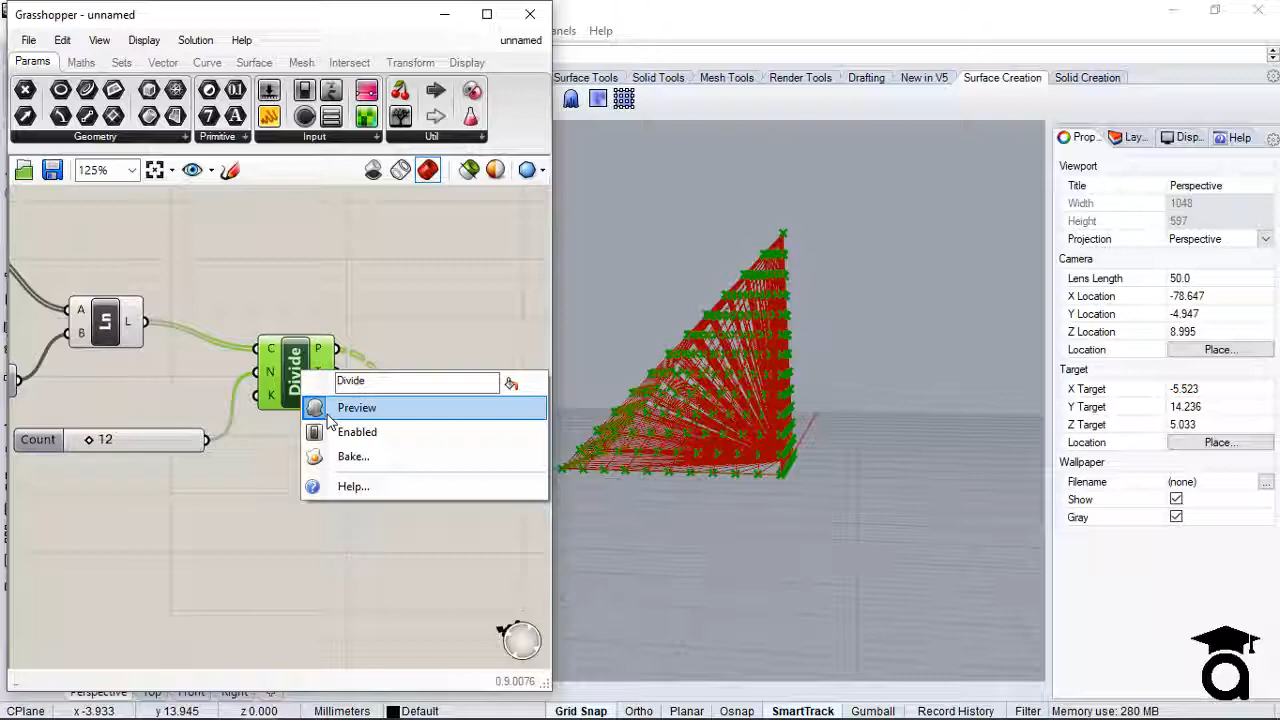 Grasshopper - unnamed
File Edit View Display Solution Help unnamed
Params Maths Sets Vector Curve Surface Mesh Intersect Transform Display
Geometry Primitive Input Util
125%
A
B
Ln
L
C
N
K
Divide
P
Divide
Preview
Enabled
Bake...
Help...
Count 12
0.9.0076
Perspective Top Front Right
anels Help
Surface Tools Solid Tools Mesh Tools Render Tools Drafting New in V5 Surface Creation Solid Creation
Prop... Lay... Disp... Help
Viewport
Title Perspective
Width 1048
Height 597
Projection Perspective
Camera
Lens Length 50.0
X Location -78.647
Y Location -4.947
Z Location 8.995
Location Place...
Target
X Target -5.523
Y Target 14.236
Z Target 5.033
Location Place...
Wallpaper
Filename (none) ...
Show
Gray
CPlane x -3.933 y 13.945 z 0.000 Millimeters Default Grid Snap Ortho Planar Osnap SmartTrack Gumball Record History Filter Memory use: 280 MB